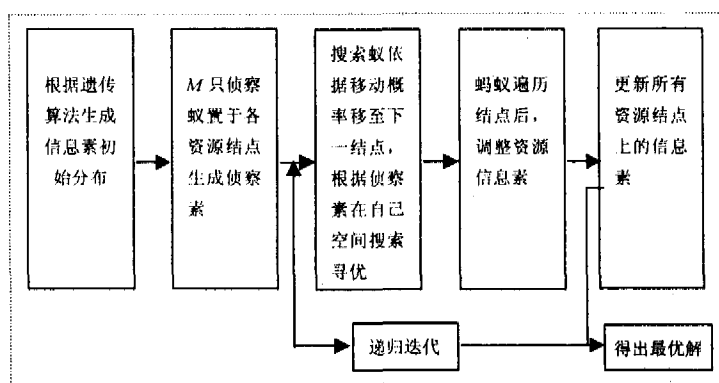 根据遗传
算法生成
信息素初
始分布
M 只侦察
蚁置于各
资源结点
生成侦察
素
搜索蚁依
据移动概
率移至下
一结点，
根据侦察
素在自己
空间搜索
寻优
蚂蚁遍历
结点后，
调整资源
信息素
更新所有
资源结点
上的信息
素
递归迭代
得出最优解